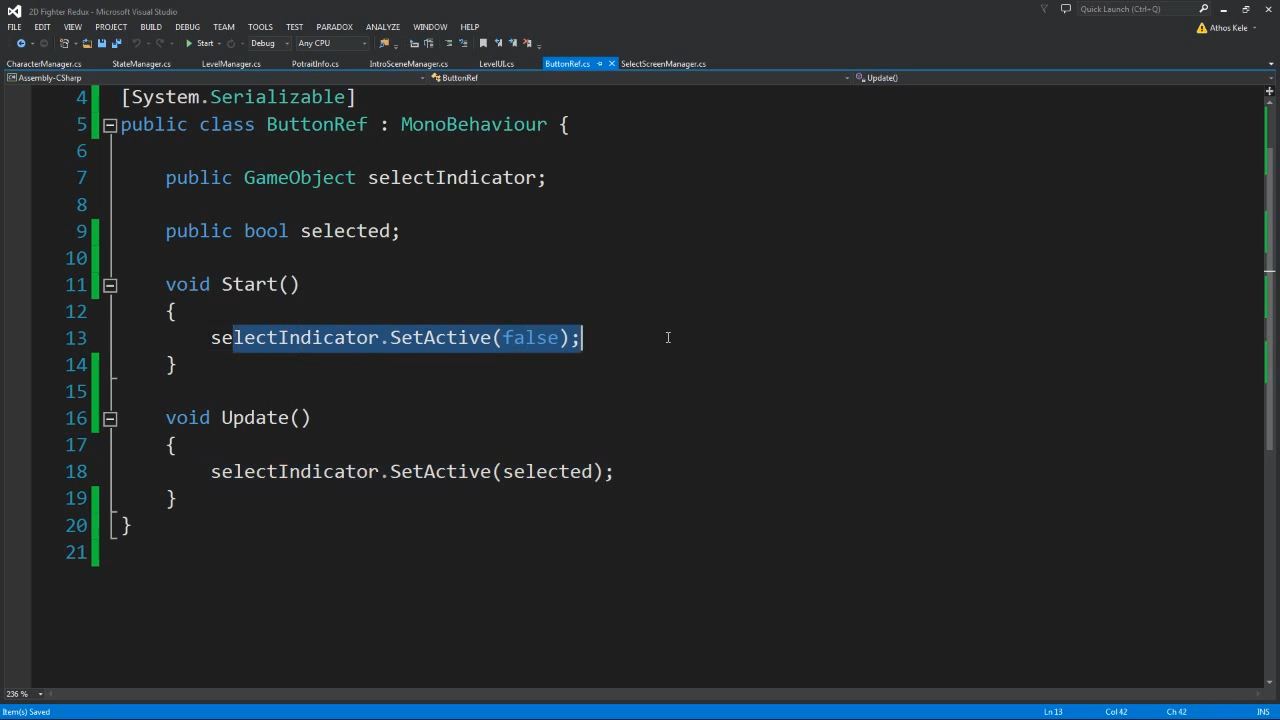 2D Fighter Redux - Microsoft Visual Studio
Quick Launch (Ctrl+Q)
FILE EDIT VIEW PROJECT BUILD DEBUG TEAM TOOLS TEST PARADOX ANALYZE WINDOW HELP
Athos Kele
Start Debug Any CPU
CharacterManager.cs StateManager.cs LevelManager.cs PotraitInfo.cs IntroSceneManager.cs LevelUI.cs ButtonRef.cs SelectScreenManager.cs
Assembly-CSharp ButtonRef Update()
4 [System.Serializable]
5 public class ButtonRef : MonoBehaviour {
6
7 public GameObject selectIndicator;
8
9 public bool selected;
10
11 void Start()
12 {
13 selectIndicator.SetActive(false);
14 }
15
16 void Update()
17 {
18 selectIndicator.SetActive(selected);
19 }
20 }
21
236 %
Item(s) Saved Ln 13 Col 42 Ch 42 INS